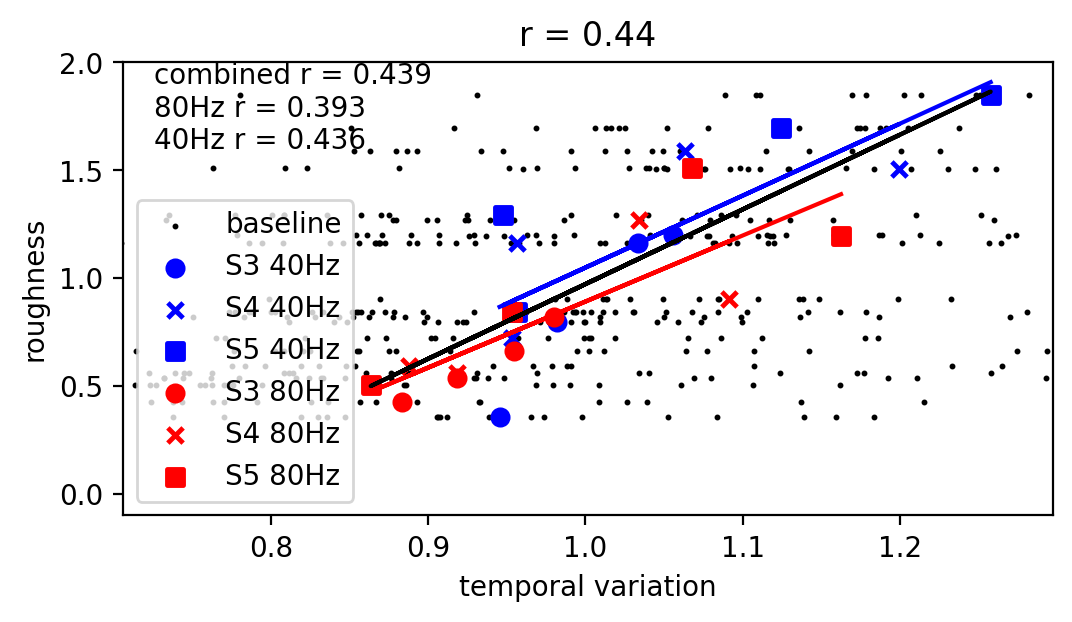 r = 0.44
combined r = 0.439
80Hz r = 0.393
40Hz r = 0.436
2.0
1.5
1.0
0.5
0.0
roughness
baseline
S3 40Hz
S4 40Hz
S5 40Hz
S3 80Hz
S4 80Hz
S5 80Hz
0.8 0.9 1.0 1.1 1.2
temporal variation